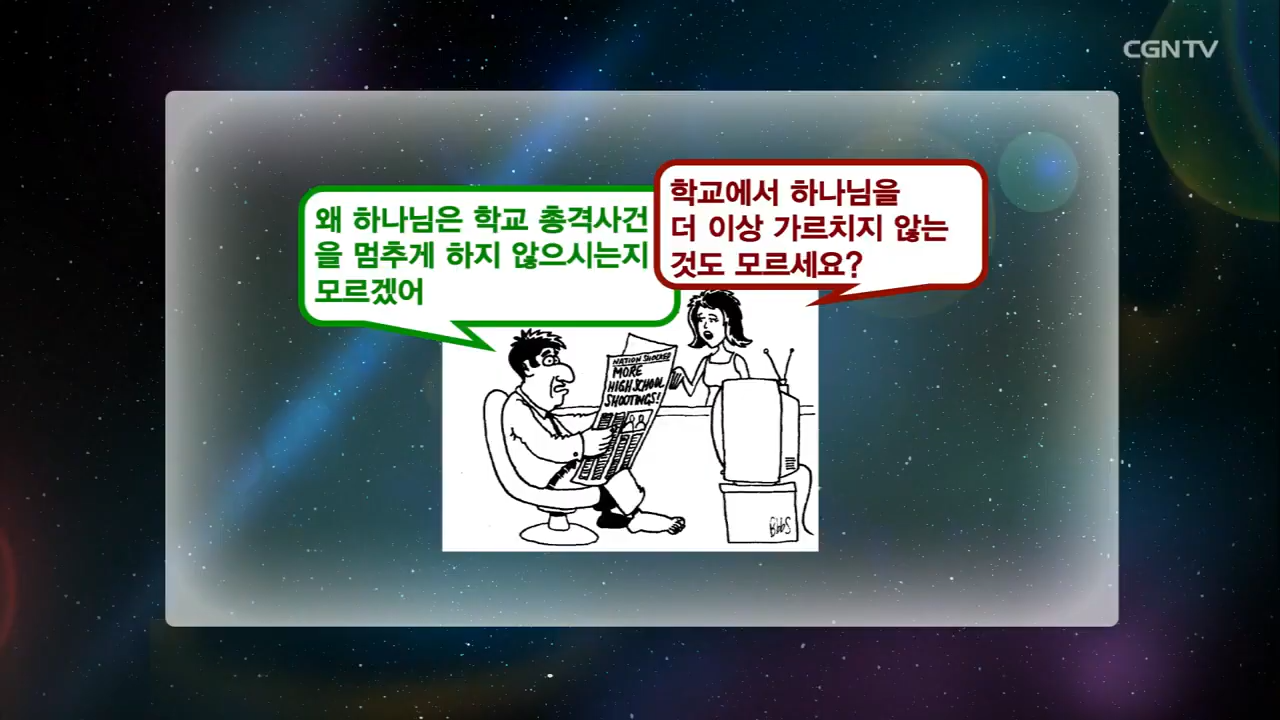 CGNTV
왜 하나님은 학교 총격사건
을 멈추게 하지 않으시는지
모르겠어
학교에서 하나님을
더 이상 가르치지 않는
것도 모르세요?
NATION SHOCKED
MORE
HIGH SCHOOL
SHOOTINGS!